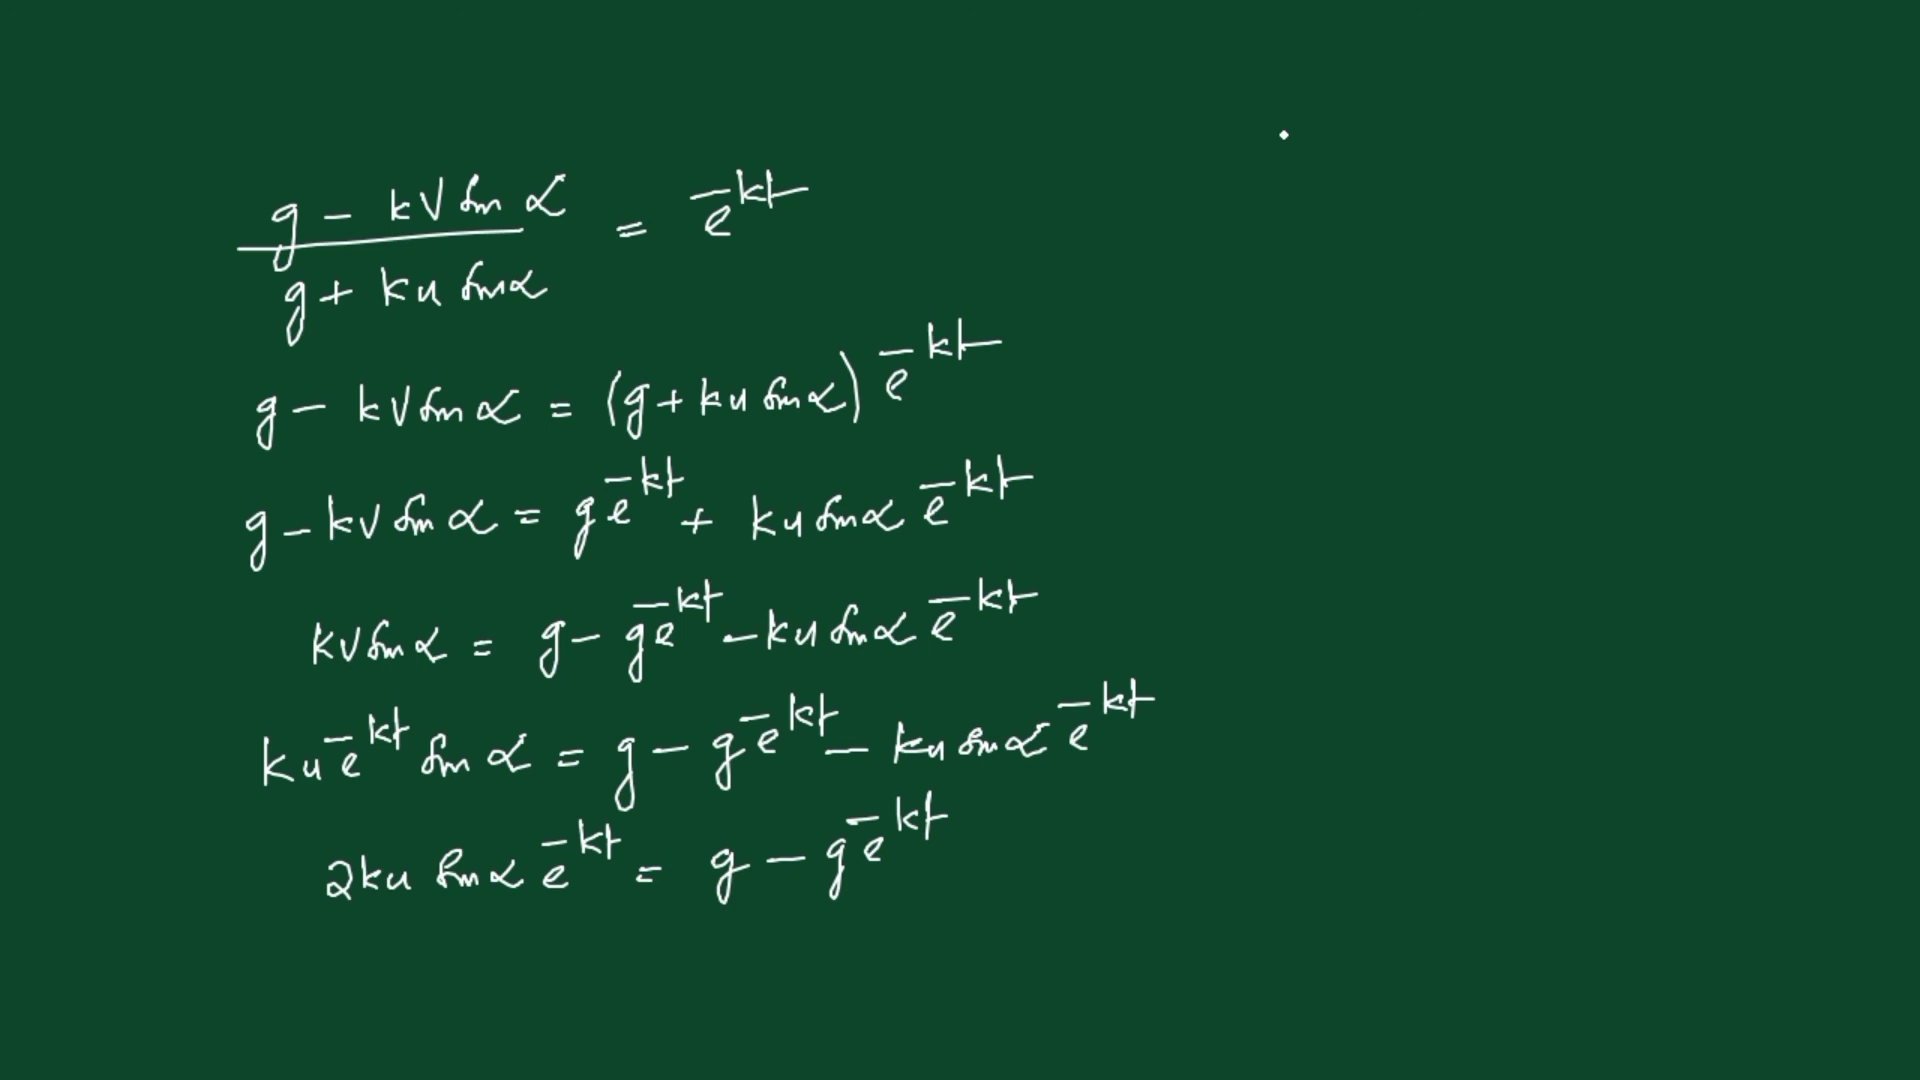 g - kV sin α / g + ku sin α = e^-kt
g - kV sin α = (g + ku sin α) e^-kt
g - kV sin α = g e^-kt + ku sin α e^-kt
kV sin α = g - g e^-kt - ku sin α e^-kt
ku e^-kt sin α = g - g e^-kt - ku sin α e^-kt
2ku sin α e^-kt = g - g e^-kt